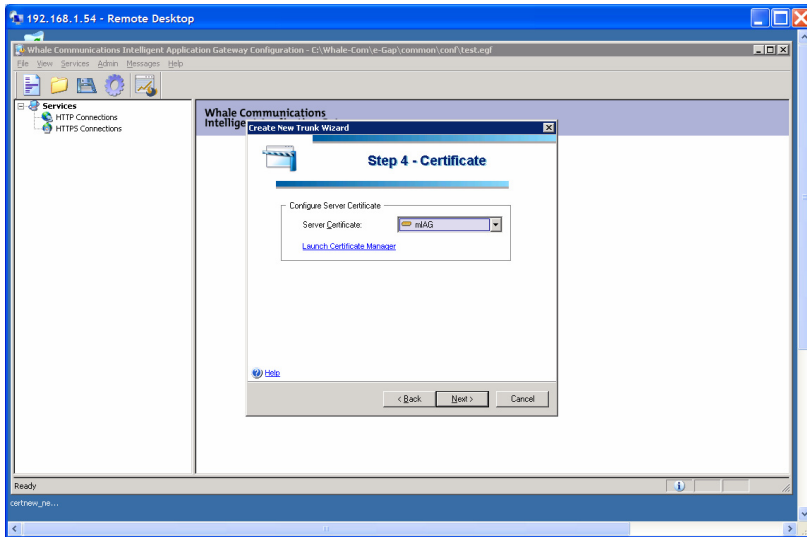 192.168.1.54 - Remote Desktop
Whale Communications Intelligent Application Gateway Configuration - C:\Whale-Com\e-Gap\common\conf\test.egf
File View Services Admin Messages Help
Services
HTTP Connections
HTTPS Connections
Whale Communications
Intellige
Create New Trunk Wizard
Step 4 - Certificate
Configure Server Certificate
Server Certificate: mIAG
Launch Certificate Manager
Help
< Back Next > Cancel
Ready
certnew_ne...